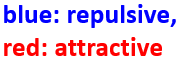 blue: repulsive,
red: attractive